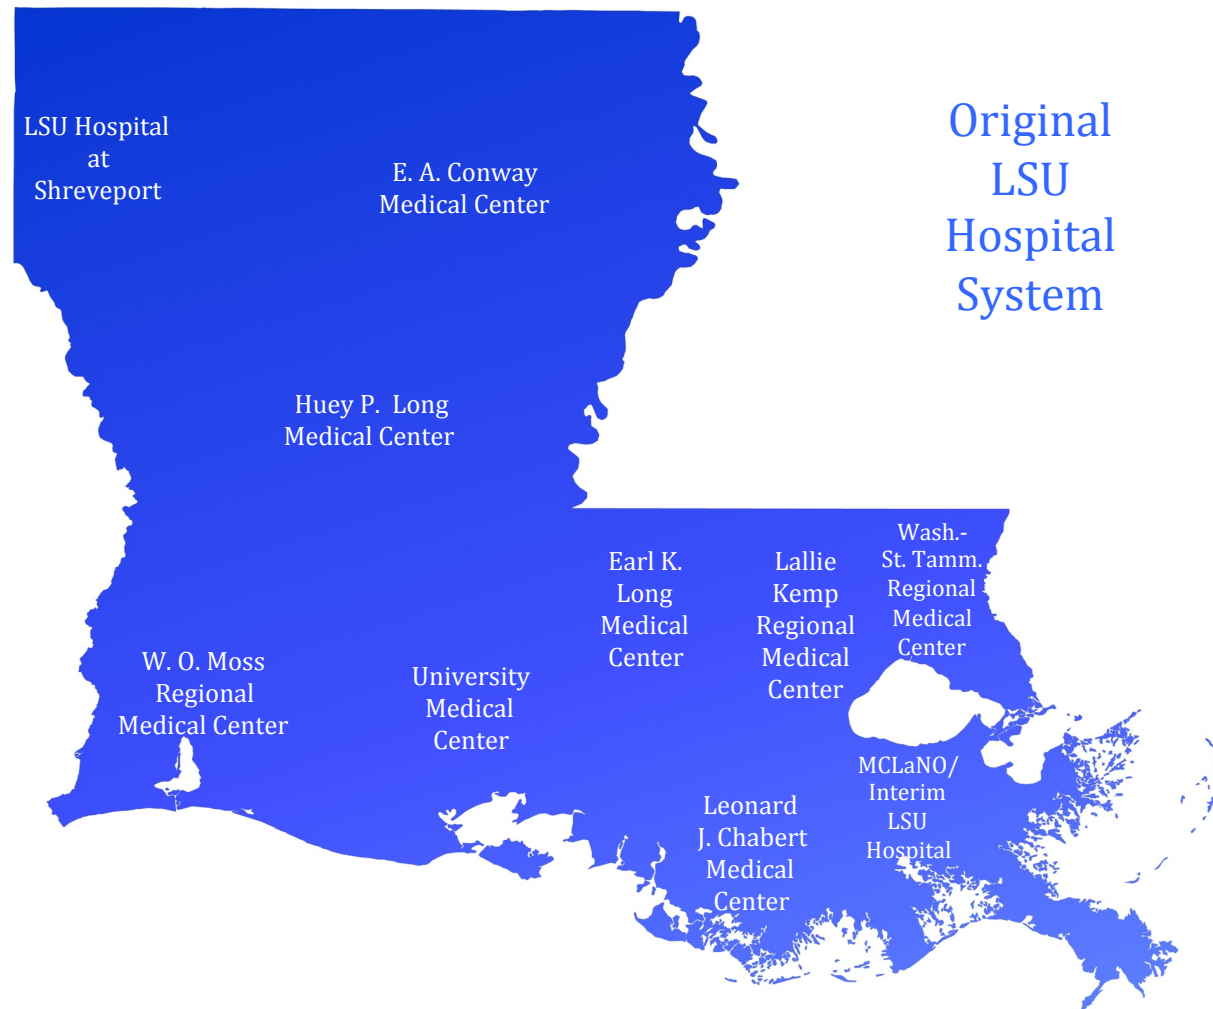 LSU Hospital
at
Shreveport
E. A. Conway
Medical Center
Original
LSU
Hospital
System
Huey P. Long
Medical Center
Earl K.
Long
Medical
Center
Lallie
Kemp
Regional
Medical
Center
Wash.-
St. Tamm.
Regional
Medical
Center
W. O. Moss
Regional
Medical Center
University
Medical
Center
Leonard
J. Chabert
Medical
Center
MCLaNO/
Interim
LSU
Hospital